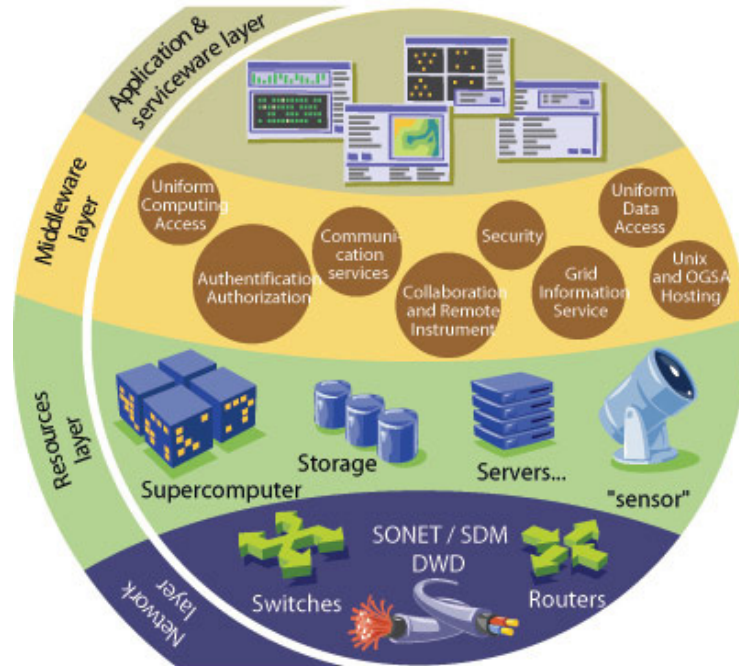 Application &
serviceware layer
Middleware
layer
Uniform
Computing
Access
Authentification
Authorization
Communi-
cation
services
Collaboration
and Remote
Instrument
Security
Grid
Information
Service
Uniform
Data
Access
Unix
and OGSA
Hosting
Resources
layer
Supercomputer
Storage
Servers...
"sensor"
Network
layer
Switches
SONET / SDM
DWD
Routers